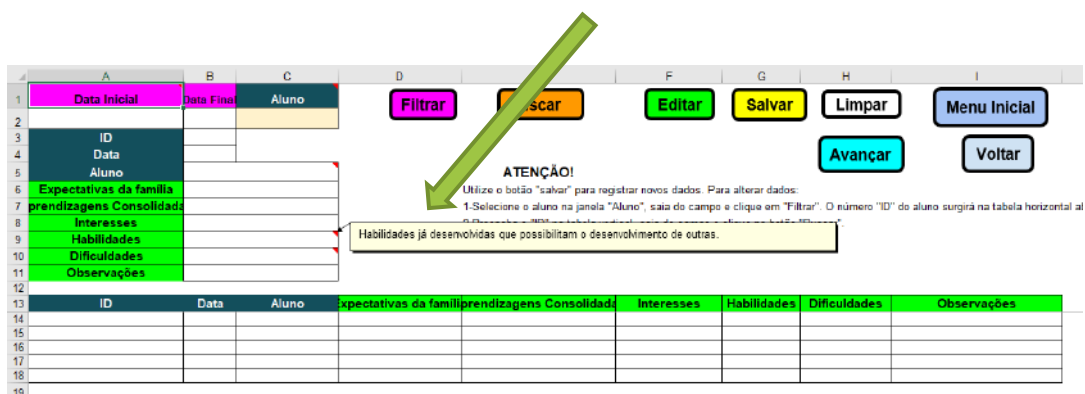 A B C D F G H I
1 Data Inicial Data Final Aluno Filtrar scar Editar Salvar Limpar Menu Inicial
2
3 ID
4 Data Avançar Voltar
5 Aluno ATENÇÃO!
6 Expectativas da família Utilize o botão "salvar" para registrar novos dados. Para alterar dados:
7 prendizagens Consolidada 1-Selecione o aluno na janela "Aluno", saia do campo e clique em "Filtrar". O número "ID" do aluno surgirá na tabela horizontal ab
8 Interesses
9 Habilidades Habilidades já desenvolvidas que possibilitam o desenvolvimento de outras.
10 Dificuldades
11 Observações
12
13 ID Data Aluno Expectativas da famíli prendizagens Consolidada Interesses Habilidades Dificuldades Observações
14
15
16
17
18
19